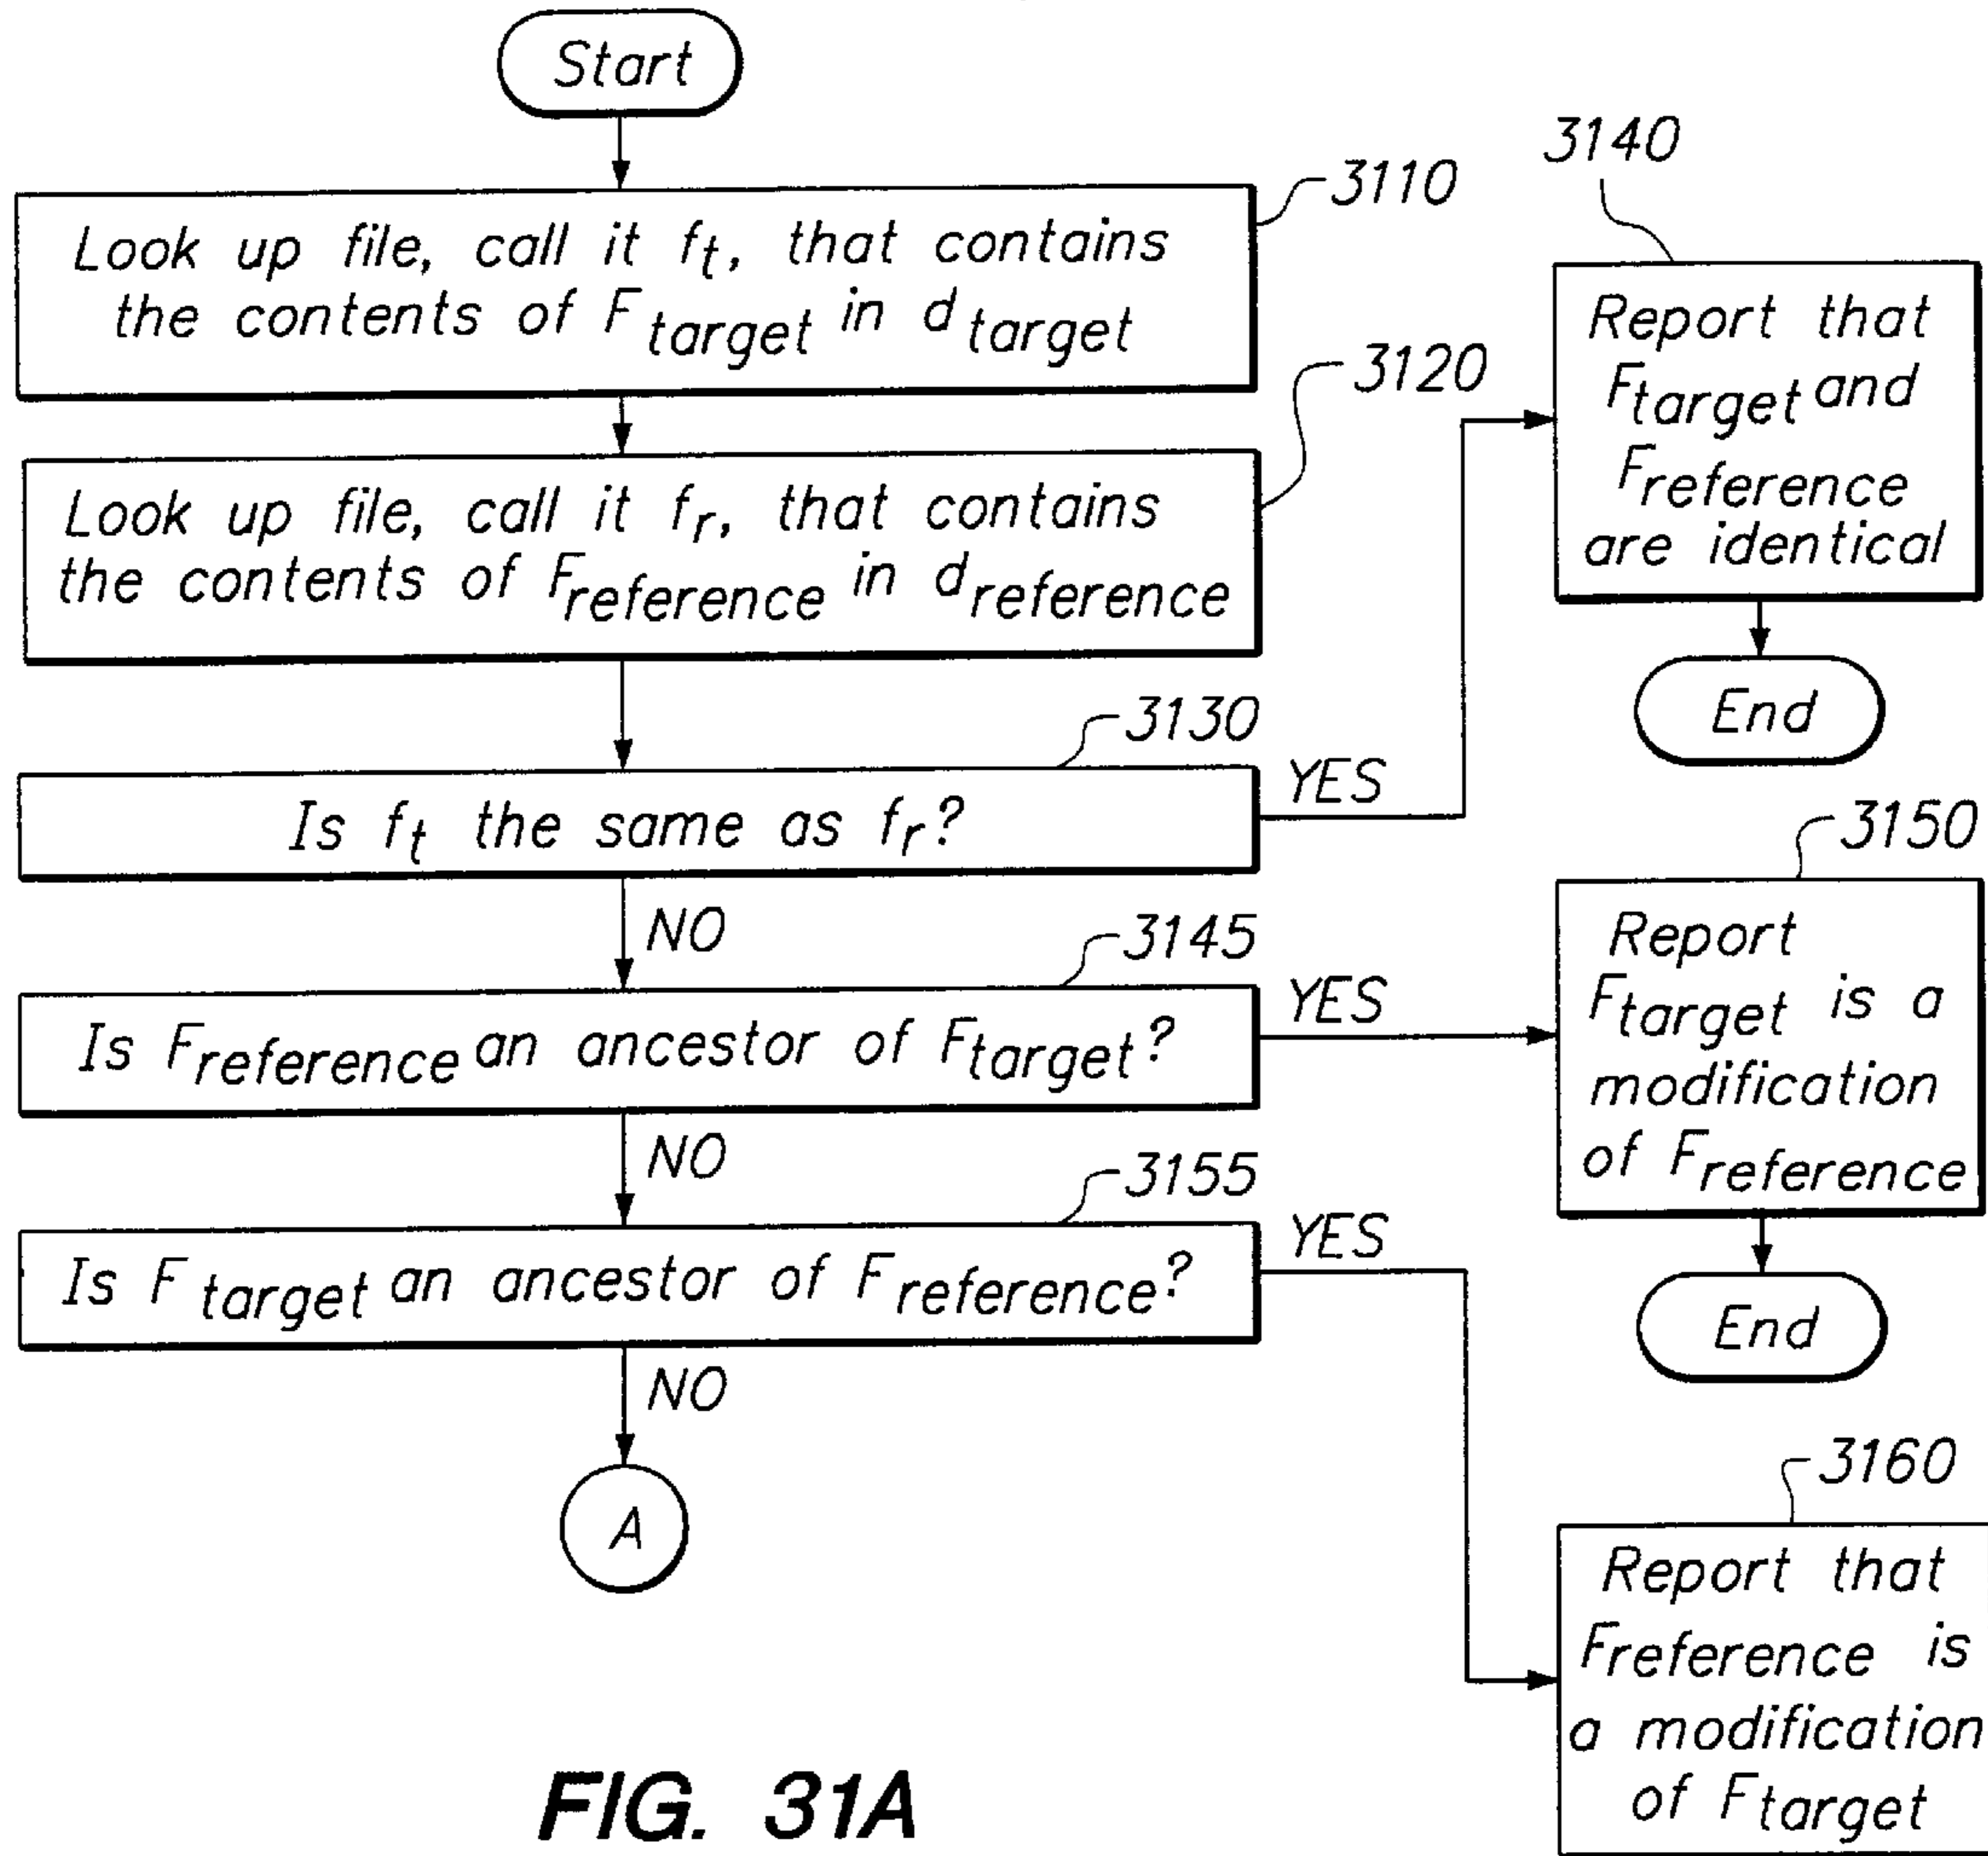 Start
3110
Look up file, call it ft, that contains
the contents of Ftarget in dtarget
3120
Look up file, call it fr, that contains
the contents of Freference in dreference
3130
Is ft the same as fr?
YES
NO
3140
Report that
Ftarget and
Freference
are identical
End
3145
Is Freference an ancestor of Ftarget?
YES
NO
3150
Report
Ftarget is a
modification
of Freference
End
3155
Is Ftarget an ancestor of Freference?
YES
NO
A
3160
Report that
Freference is
a modification
of Ftarget
FIG. 31A